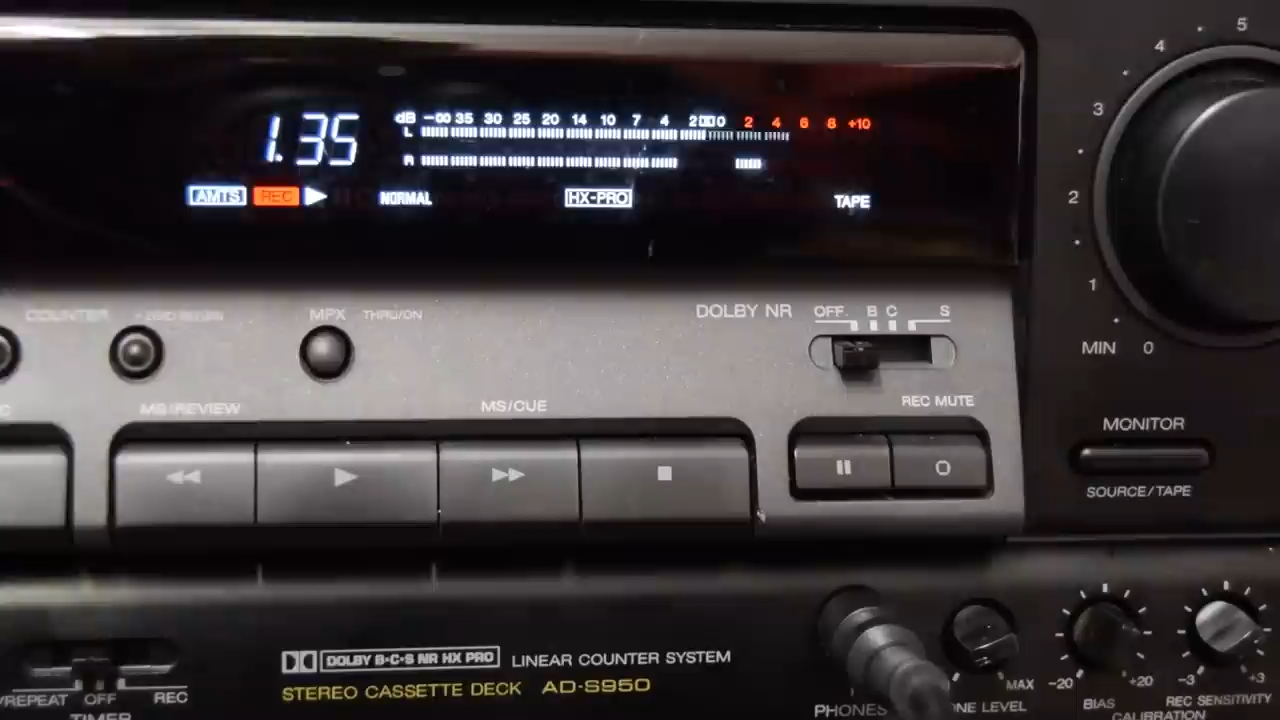 5
4
3
2
1
MIN 0
dB -∞ 35 30 25 20 14 10 7 4 2 0 2 4 6 8 +10
L
1.35
R
AMTS REC NORMAL HX-PRO TAPE
COUNTER
MPX THRU/ON
DOLBY NR OFF B C S
MS/REVIEW
MS/CUE
REC MUTE
MONITOR
SOURCE/TAPE
DOLBY B•C•S NR HX PRO LINEAR COUNTER SYSTEM
STEREO CASSETTE DECK AD-S950
/REPEAT OFF REC
TIMER
PHONES
NE LEVEL
MAX
-20 +20
BIAS
-3 +3
REC SENSITIVITY
CALIBRATION